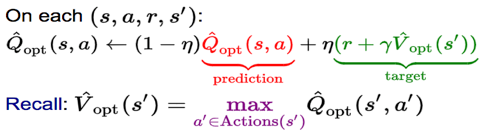 On each (s, a, r, s′):
Q̂opt(s, a) ← (1 − η)Q̂opt(s, a) + η(r + γV̂opt(s′))
prediction target
Recall: V̂opt(s′) = max Q̂opt(s′, a′)
a′∈Actions(s′)